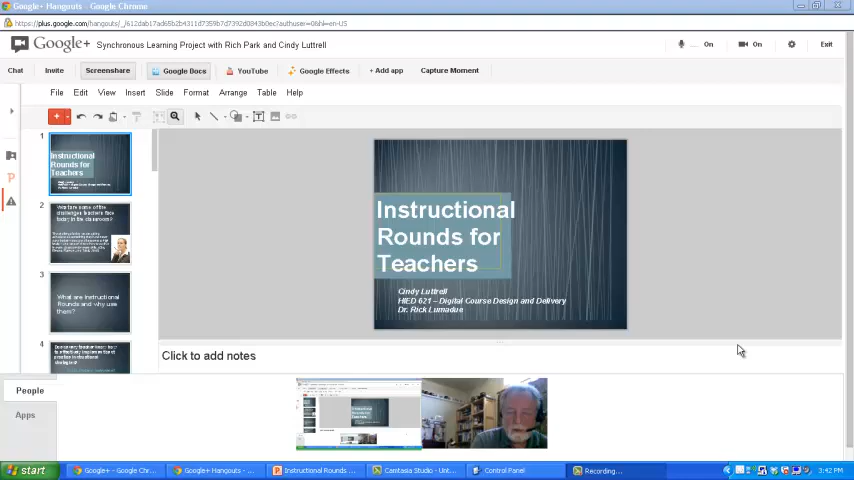 Google+ Hangouts - Google Chrome
https://plus.google.com/hangouts/_/612dab17ad65b2b4311d7359b7d7392d0843b0ec?authuser=0&hl=en-US
Google+ Synchronous Learning Project with Rich Park and Cindy Luttrell
On On Exit
Chat Invite Screenshare Google Docs YouTube Google Effects + Add app Capture Moment
File Edit View Insert Slide Format Arrange Table Help
1
Instructional
Rounds for
Teachers
2
What are some of the
challenges teachers face
today in the classroom?
3
What are Instructional
Rounds and why use
them?
4
Instructional
Rounds for
Teachers
Cindy Luttrell
HIED 621 – Digital Course Design and Delivery
Dr. Rick Lumadue
Click to add notes
People
Apps
start Google+ - Google Chr... Google+ Hangouts - ... Instructional Rounds ... Camtasia Studio - Unt... Control Panel Recording... 3:42 PM